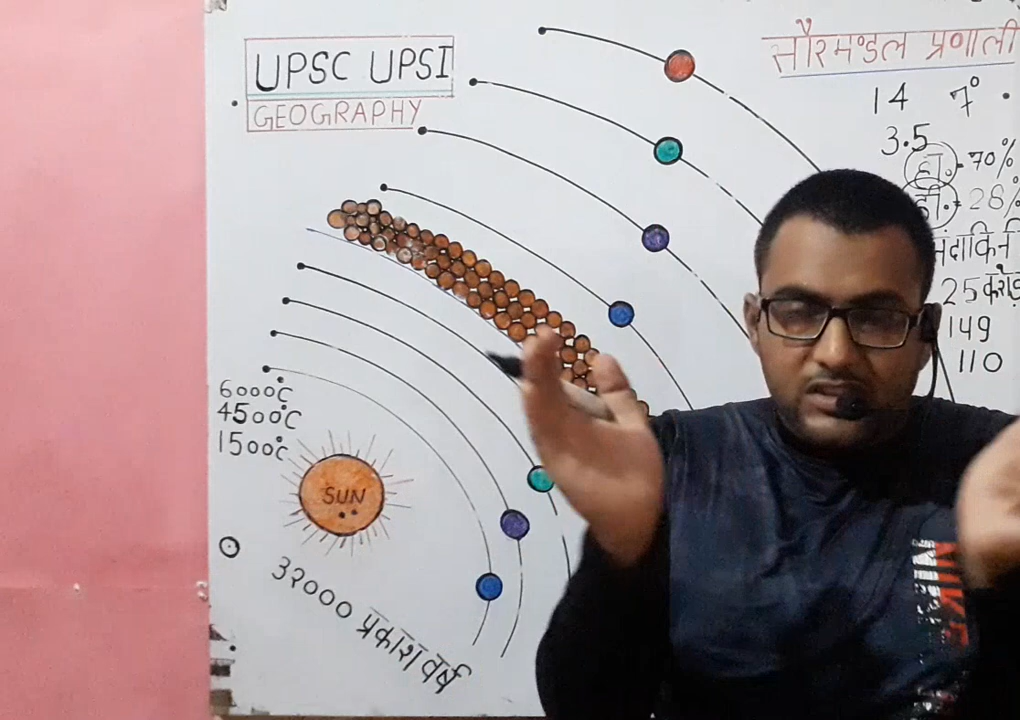 UPSC UPSI
GEOGRAPHY
सौरमण्डल प्रणाली
14 7°
3.5
हा. - 70%
ही. - 28%
मंदाकिनी
25 करोड़
149
110
6000°C
4500°C
1500°C
SUN
३२००० प्रकाश वर्ष
NIKE